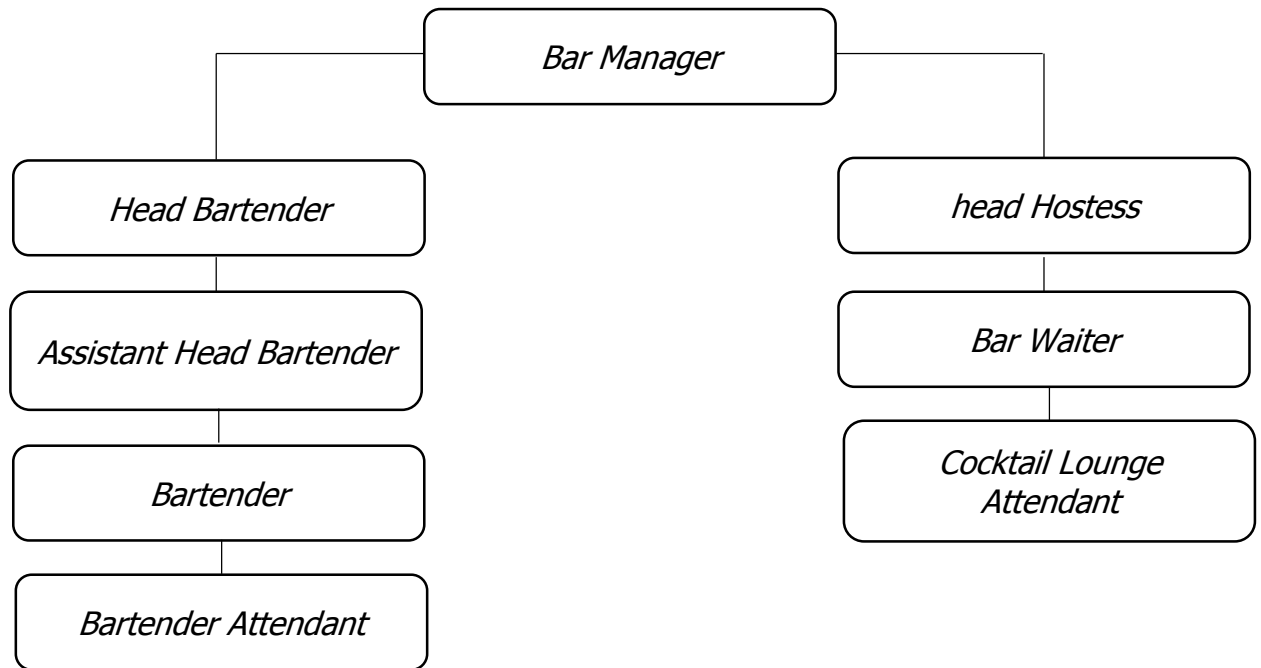 Bar Manager
Head Bartender
head Hostess
Assistant Head Bartender
Bar Waiter
Bartender
Cocktail Lounge
Attendant
Bartender Attendant